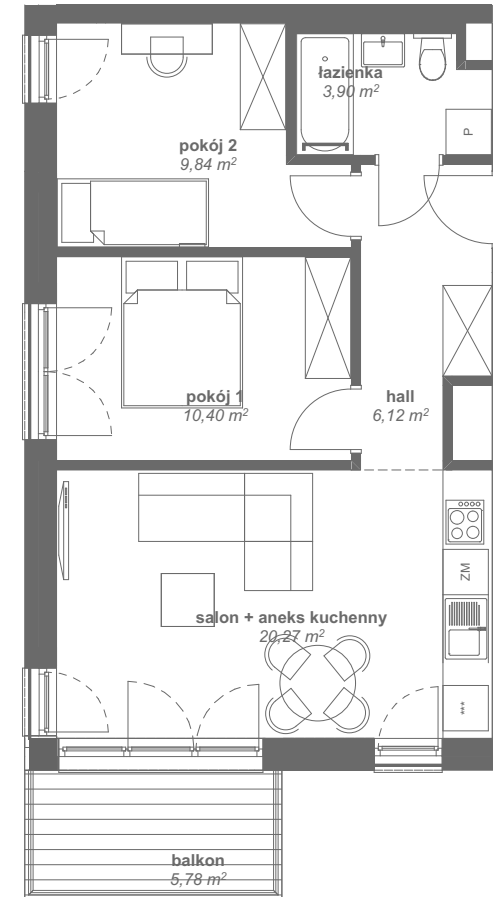 łazienka
3,90 m²
P
pokój 2
9,84 m²
pokój 1
10,40 m²
hall
6,12 m²
ZM
salon + aneks kuchenny
20,27 m²
***
balkon
5,78 m²